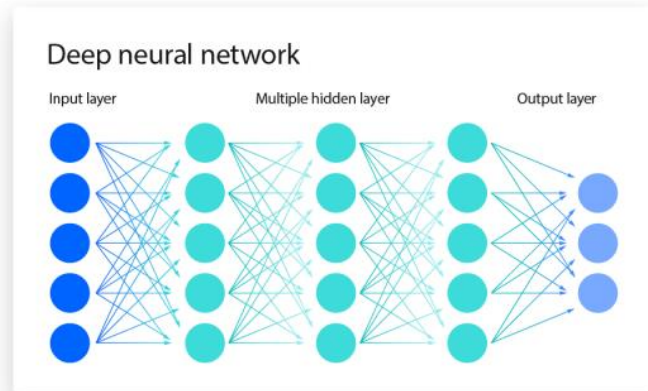 Deep neural network
Input layer
Multiple hidden layer
Output layer